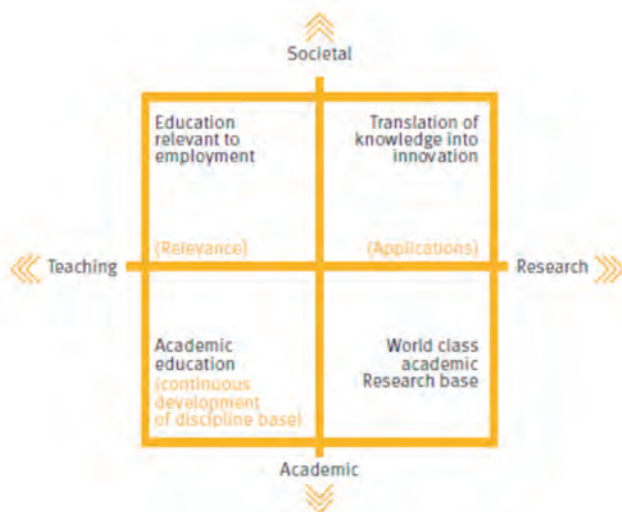 Societal
Education
relevant to
employment
(Relevance)
Translation of
knowledge into
innovation
(Applications)
Teaching
Research
Academic
education
(continuous
development
of discipline base)
World class
academic
Research base
Academic